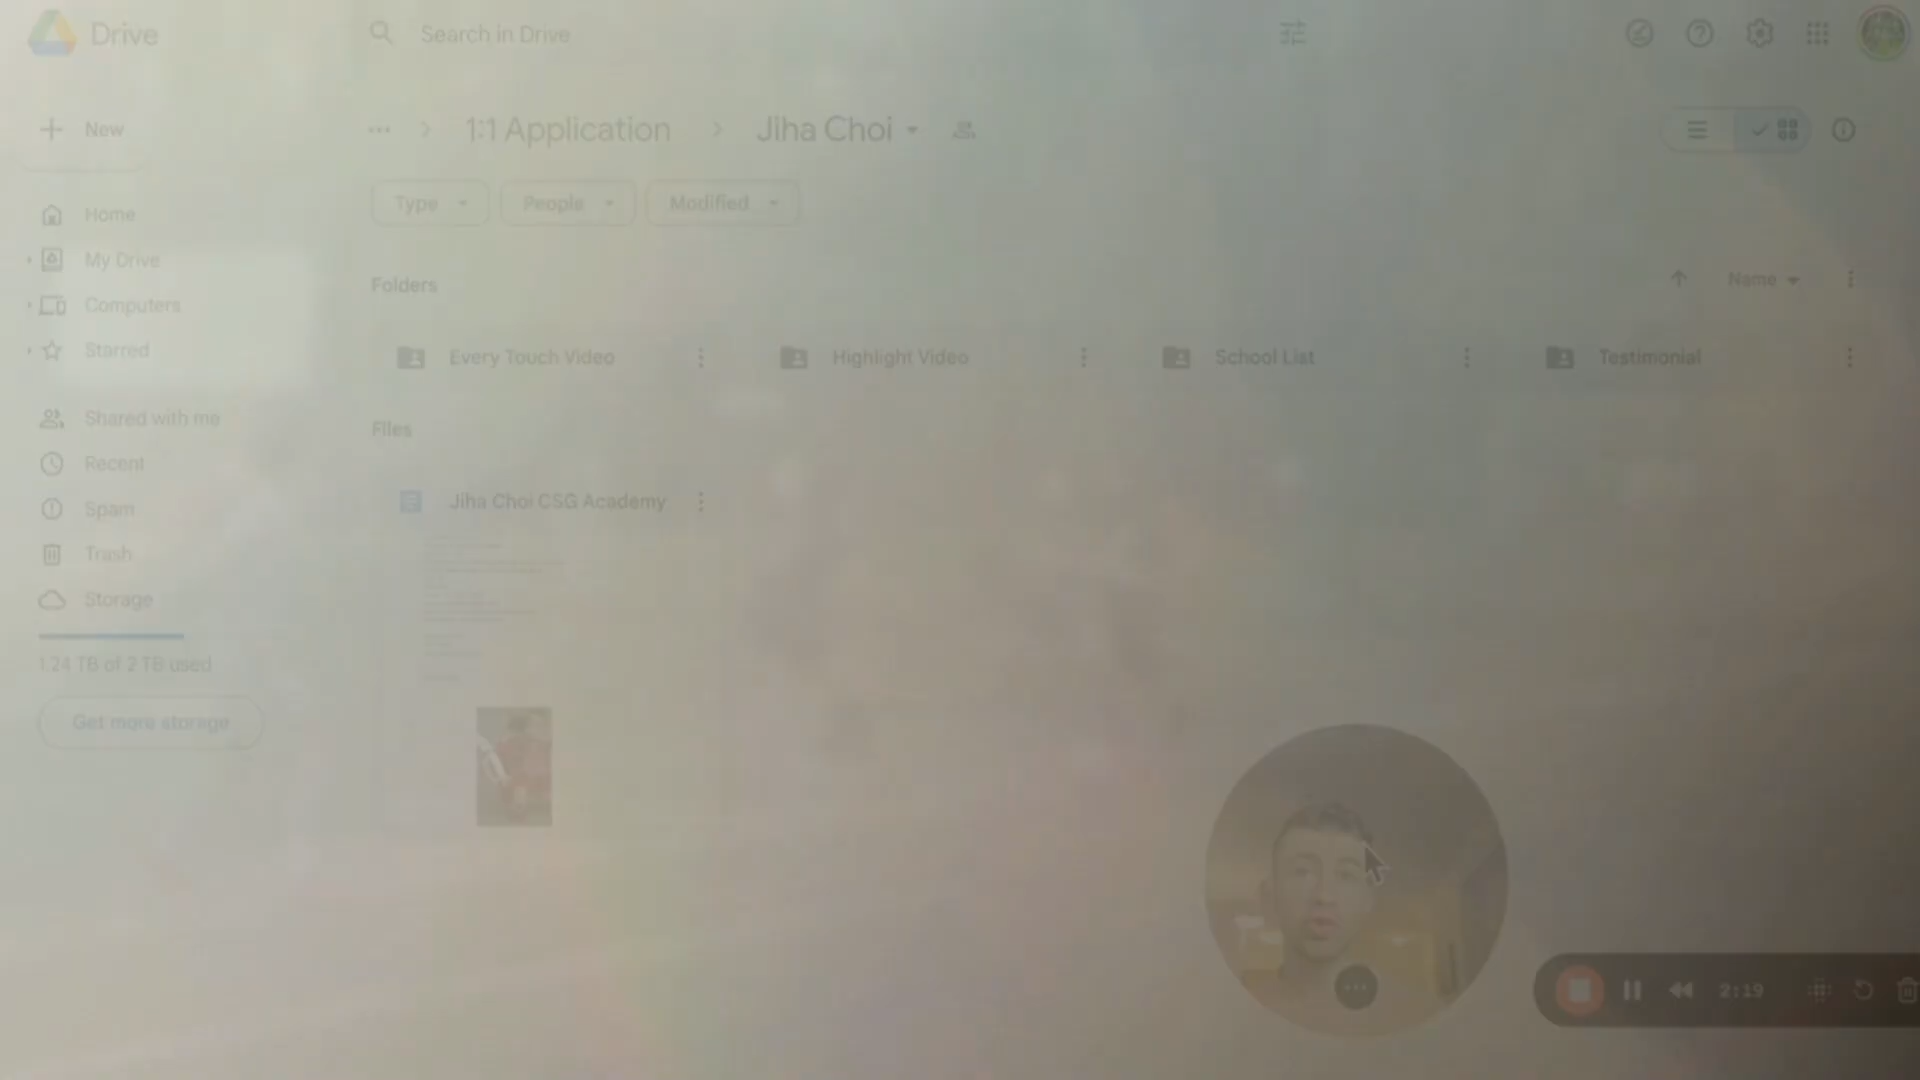 Drive
Search in Drive
New
1:1 Application
Jiha Choi
Type
People
Modified
Home
My Drive
Computers
Starred
Shared with me
Recent
Spam
Trash
Storage
1.24 TB of 2 TB used
Get more storage
Folders
Name
Every Touch Video
Highlight Video
School List
Testimonial
Files
Jiha Choi CSG Academy
2:19